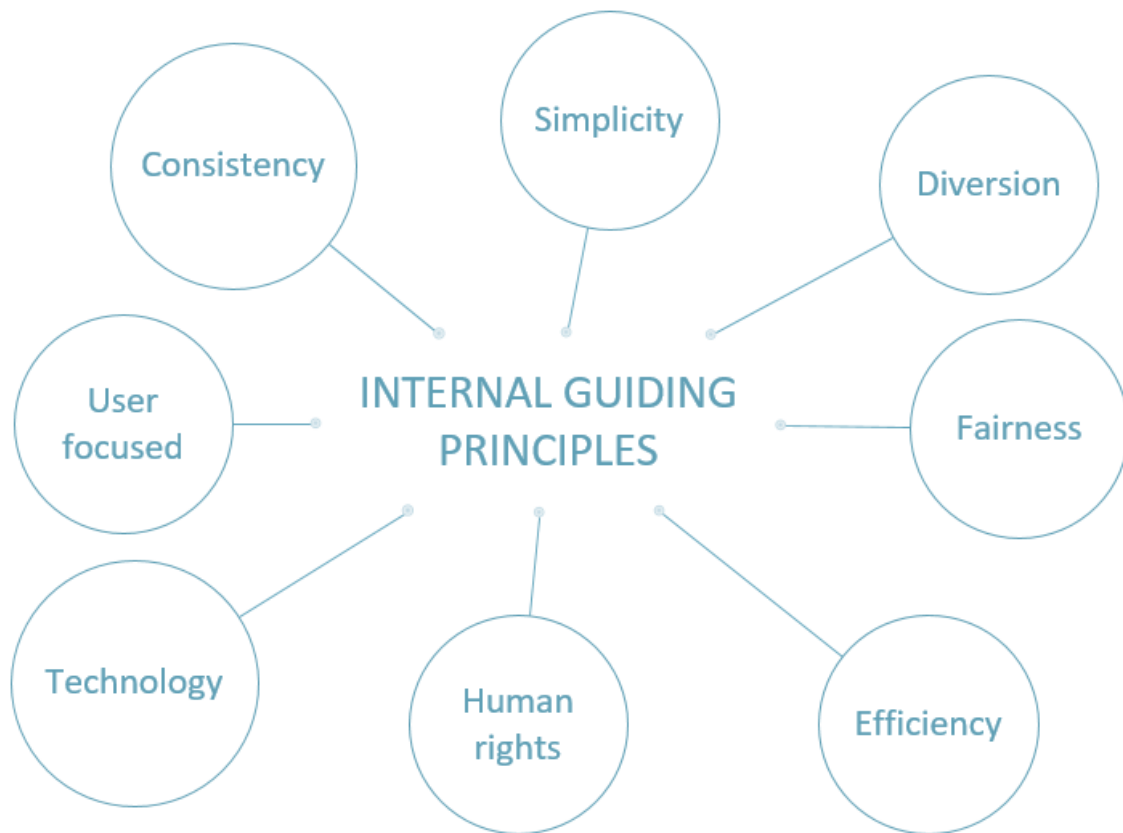 Simplicity
Consistency
Diversion
INTERNAL GUIDING
PRINCIPLES
User
focused
Fairness
Technology
Human
rights
Efficiency